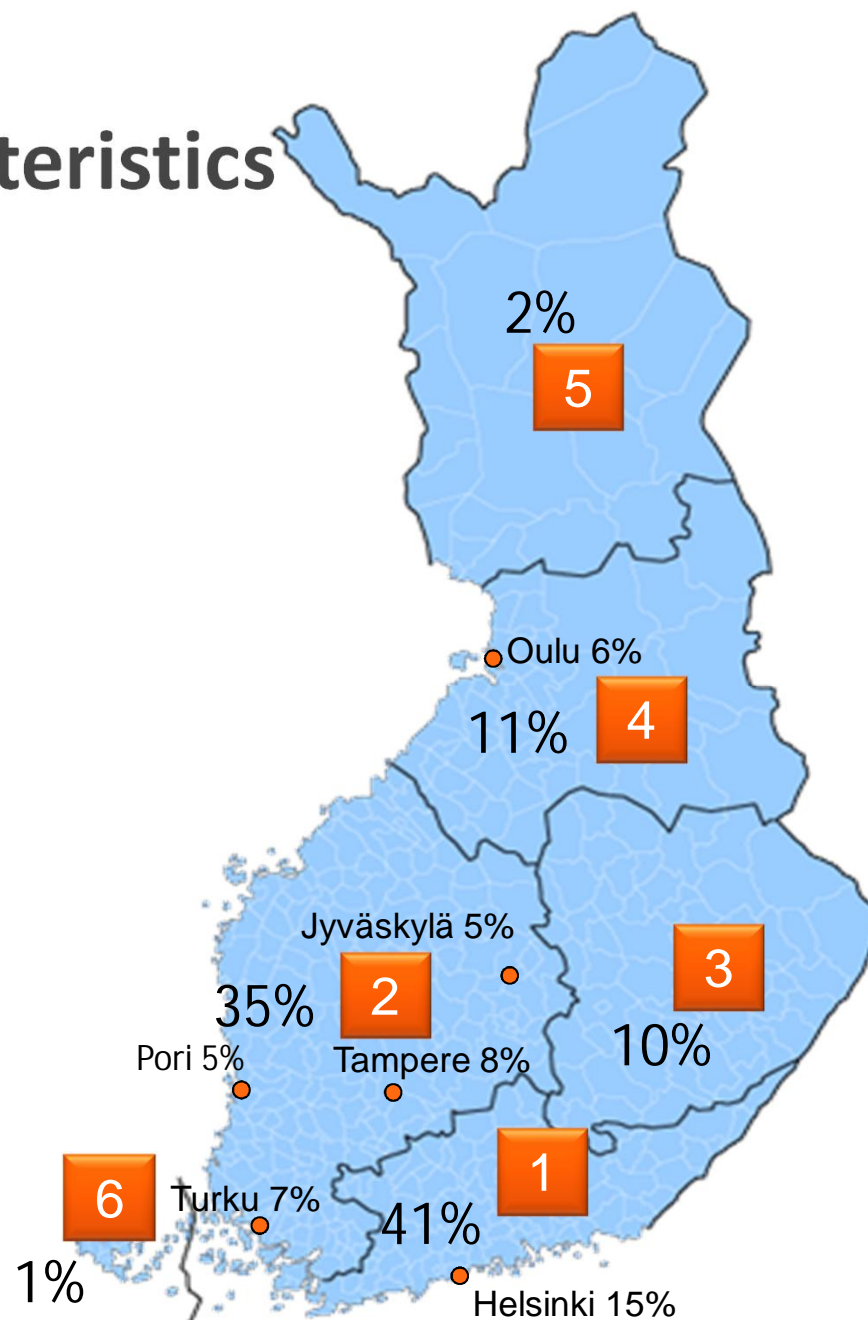 teristics
2%
5
Oulu 6%
11%
4
Jyväskylä 5%
3
35%
2
10%
Pori 5%
Tampere 8%
1
6
Turku 7%
41%
1%
Helsinki 15%